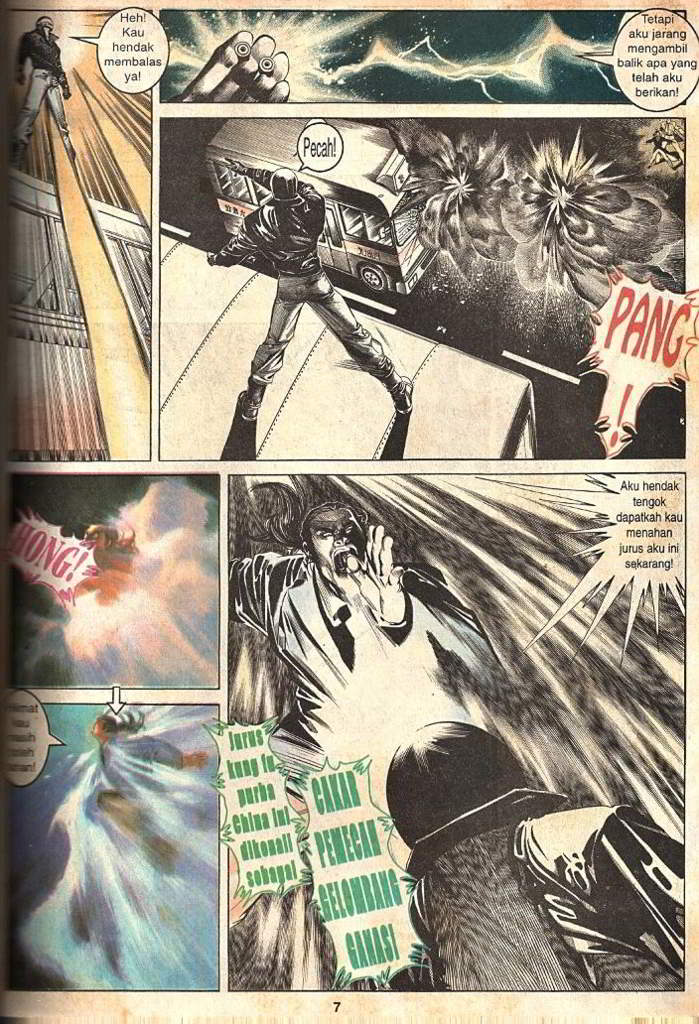 Heh!
Kau
hendak
membalas
ya!
Tetapi
aku jarang
mengambil
balik apa yang
telah aku
berikan!
Pecah!
PANG
!
HONG!
Aku hendak
tengok
dapatkah kau
menahan
jurus aku ini
sekarang!
Jurus
kung fu
purba
China ini
dikenali
sebagai
CAKAR
PEMECAH
GELOMBANG
GANAS!
7